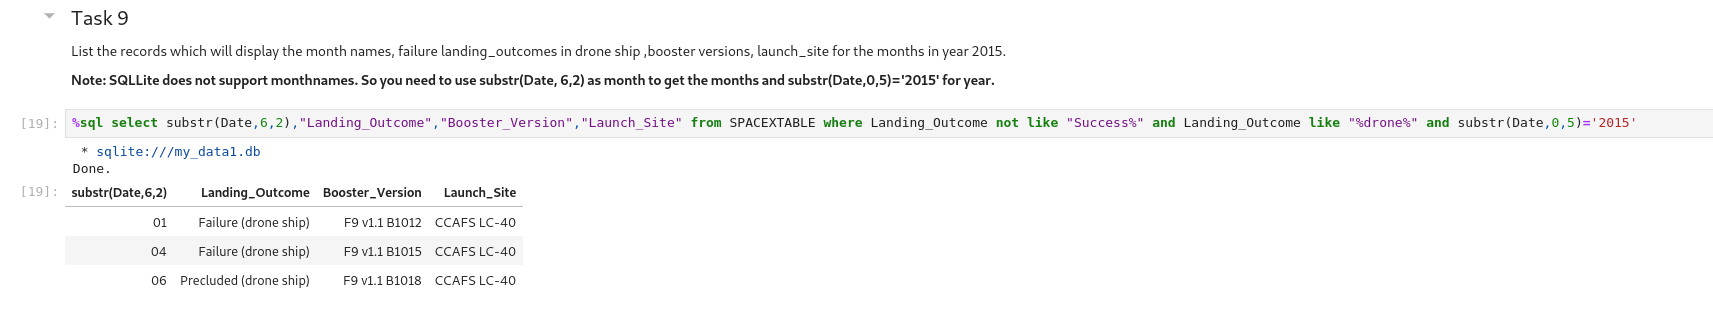 Task 9
List the records which will display the month names, failure landing_outcomes in drone ship ,booster versions, launch_site for the months in year 2015.
Note: SQLLite does not support monthnames. So you need to use substr(Date, 6,2) as month to get the months and substr(Date,0,5)='2015' for year.
[19]: %sql select substr(Date,6,2),"Landing_Outcome","Booster_Version","Launch_Site" from SPACEXTABLE where Landing_Outcome not like "Success%" and Landing_Outcome like "%drone%" and substr(Date,0,5)='2015'
* sqlite:///my_data1.db
Done.
[19]: substr(Date,6,2) Landing_Outcome Booster_Version Launch_Site
01 Failure (drone ship) F9 v1.1 B1012 CCAFS LC-40
04 Failure (drone ship) F9 v1.1 B1015 CCAFS LC-40
06 Precluded (drone ship) F9 v1.1 B1018 CCAFS LC-40